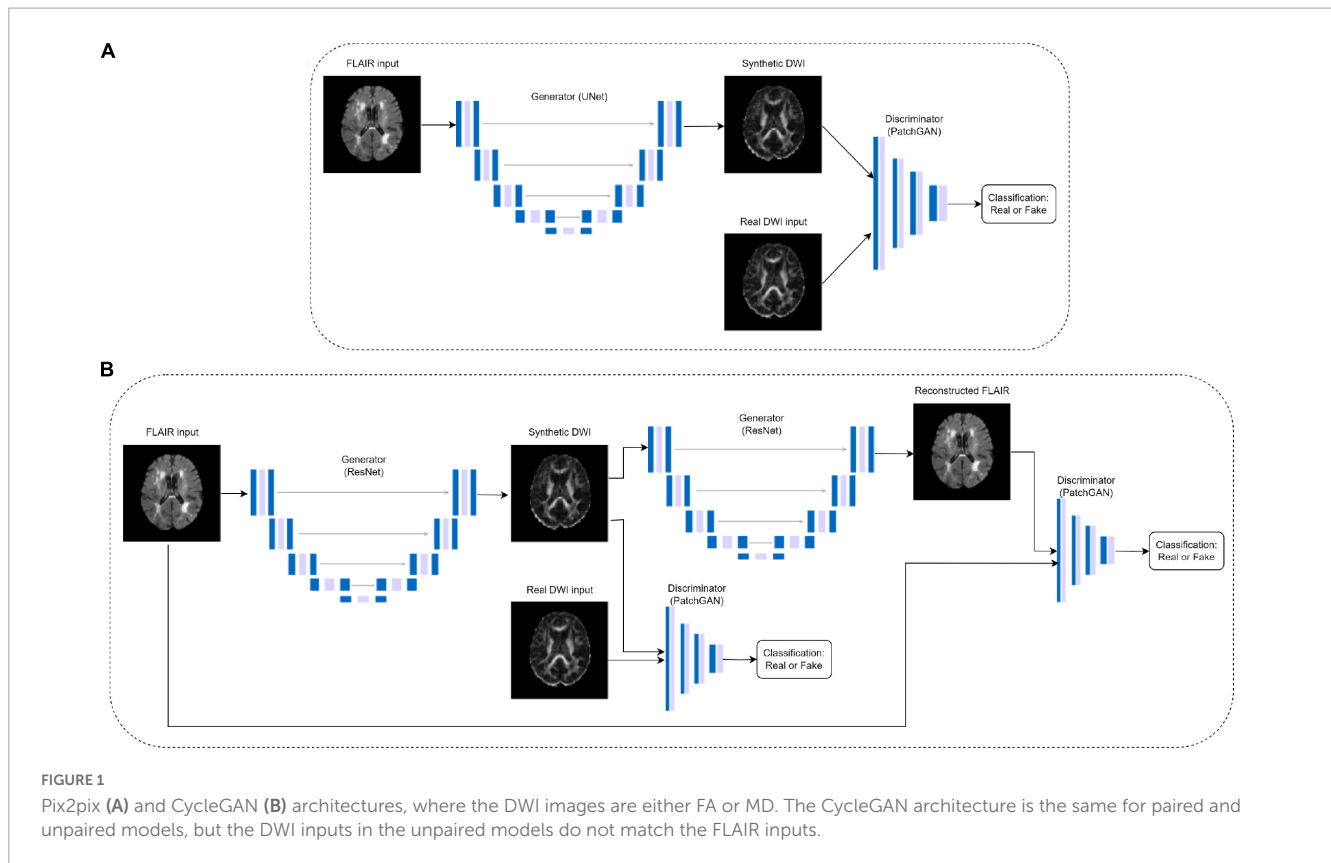 A
FLAIR input
Generator (UNet)
Synthetic DWI
Discriminator
(PatchGAN)
Classification:
Real or Fake
Real DWI input
B
FLAIR input
Generator
(ResNet)
Synthetic DWI
Generator
(ResNet)
Reconstructed FLAIR
Discriminator
(PatchGAN)
Classification:
Real or Fake
Real DWI input
Discriminator
(PatchGAN)
Classification:
Real or Fake
FIGURE 1
Pix2pix (A) and CycleGAN (B) architectures, where the DWI images are either FA or MD. The CycleGAN architecture is the same for paired and
unpaired models, but the DWI inputs in the unpaired models do not match the FLAIR inputs.